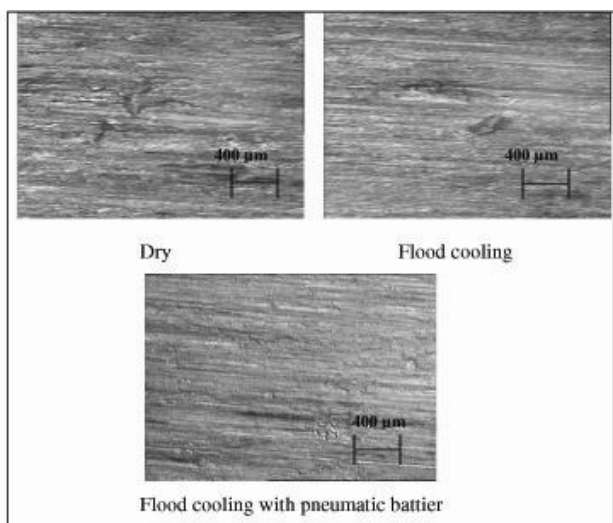 400 µm
400 µm
Dry
Flood cooling
400 µm
Flood cooling with pneumatic battier